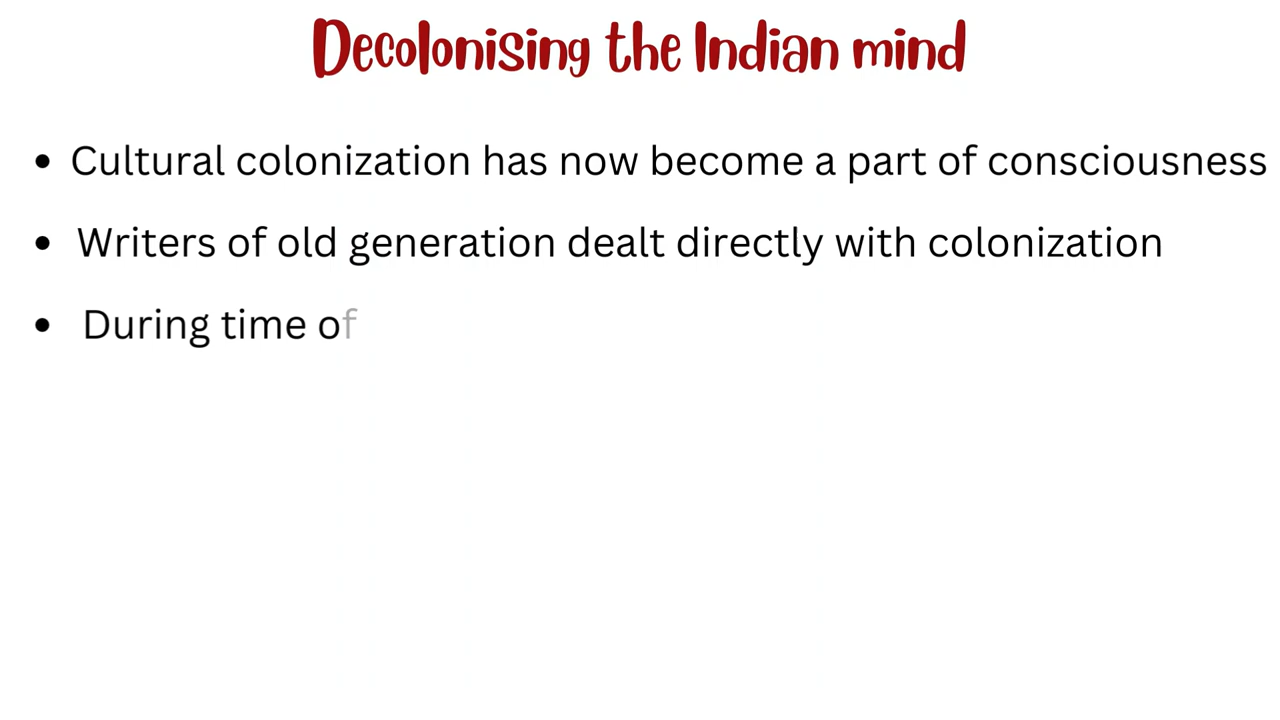 Decolonising the Indian mind
• Cultural colonization has now become a part of consciousness
• Writers of old generation dealt directly with colonization
• During time of